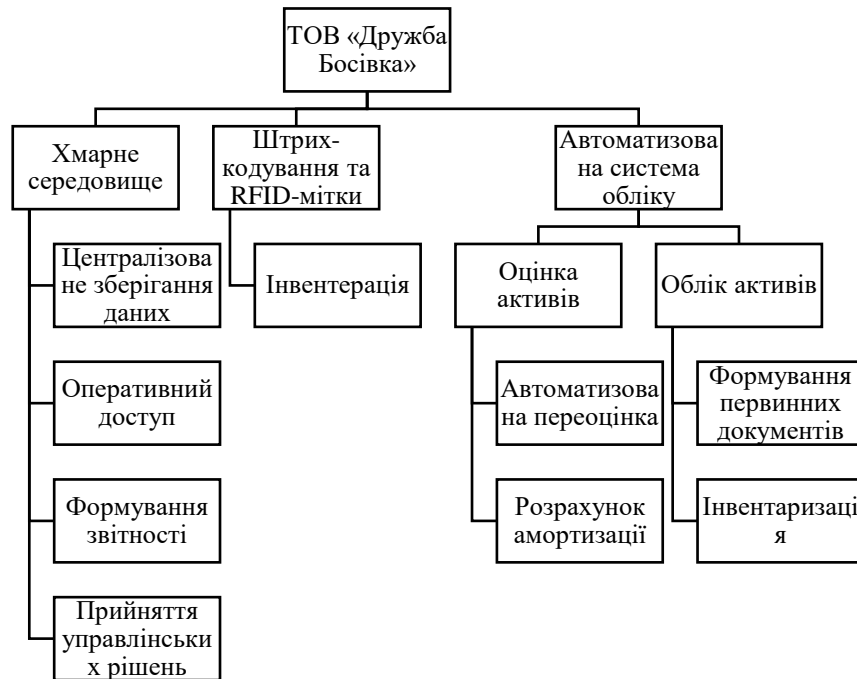 ТОВ «Дружба
Босівка»
Хмарне
середовище
Штрих-
кодування та
RFID-мітки
Автоматизова
на система
обліку
Централізова
не зберігання
даних
Оперативний
доступ
Формування
звітності
Прийняття
управлінськи
х рішень
Інвентерація
Оцінка
активів
Автоматизова
на переоцінка
Розрахунок
амортизації
Облік активів
Формування
первинних
документів
Інвентаризаці
я